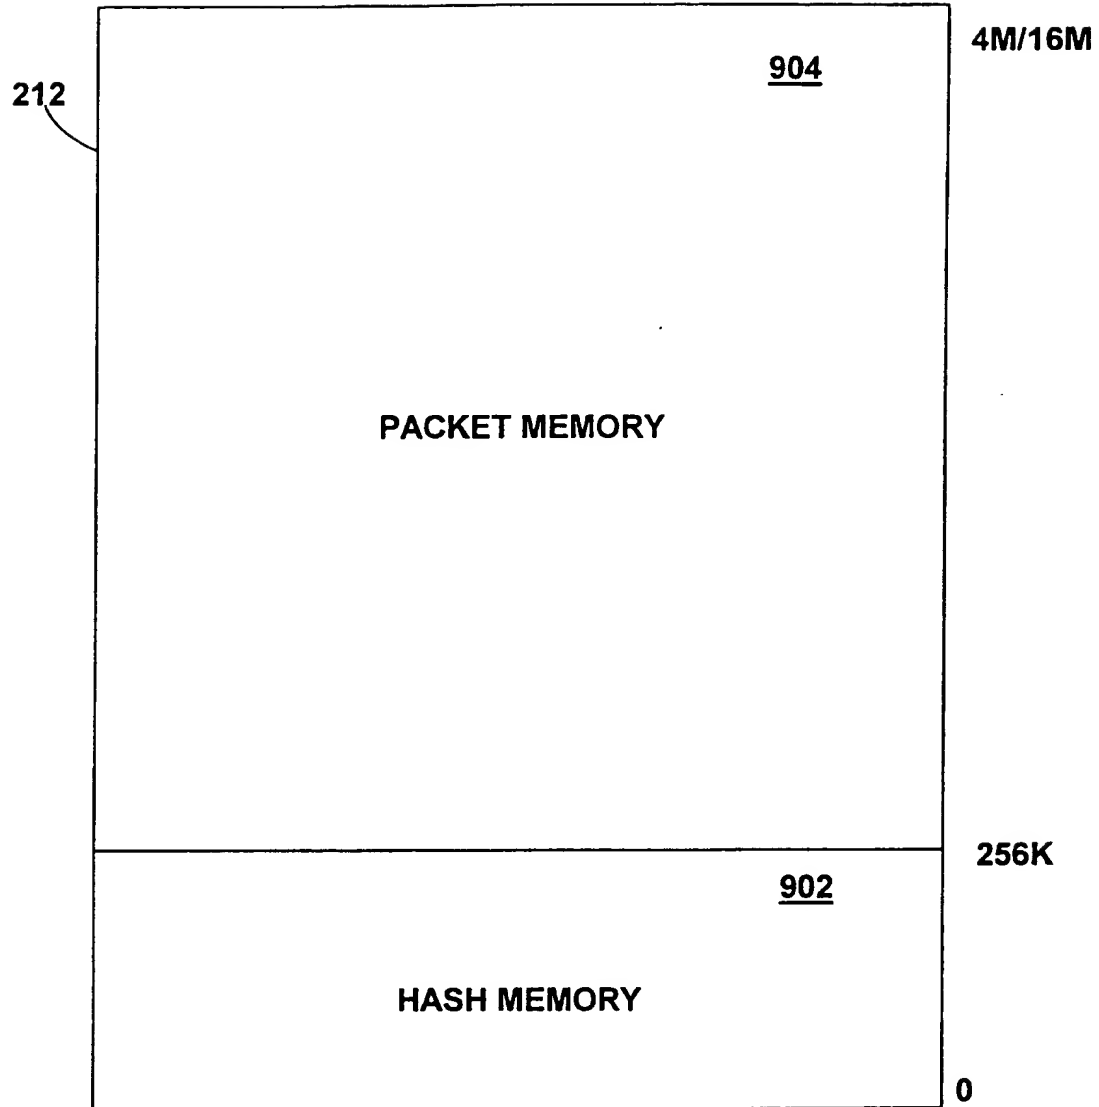 4M/16M
904
212
PACKET MEMORY
256K
902
HASH MEMORY
0